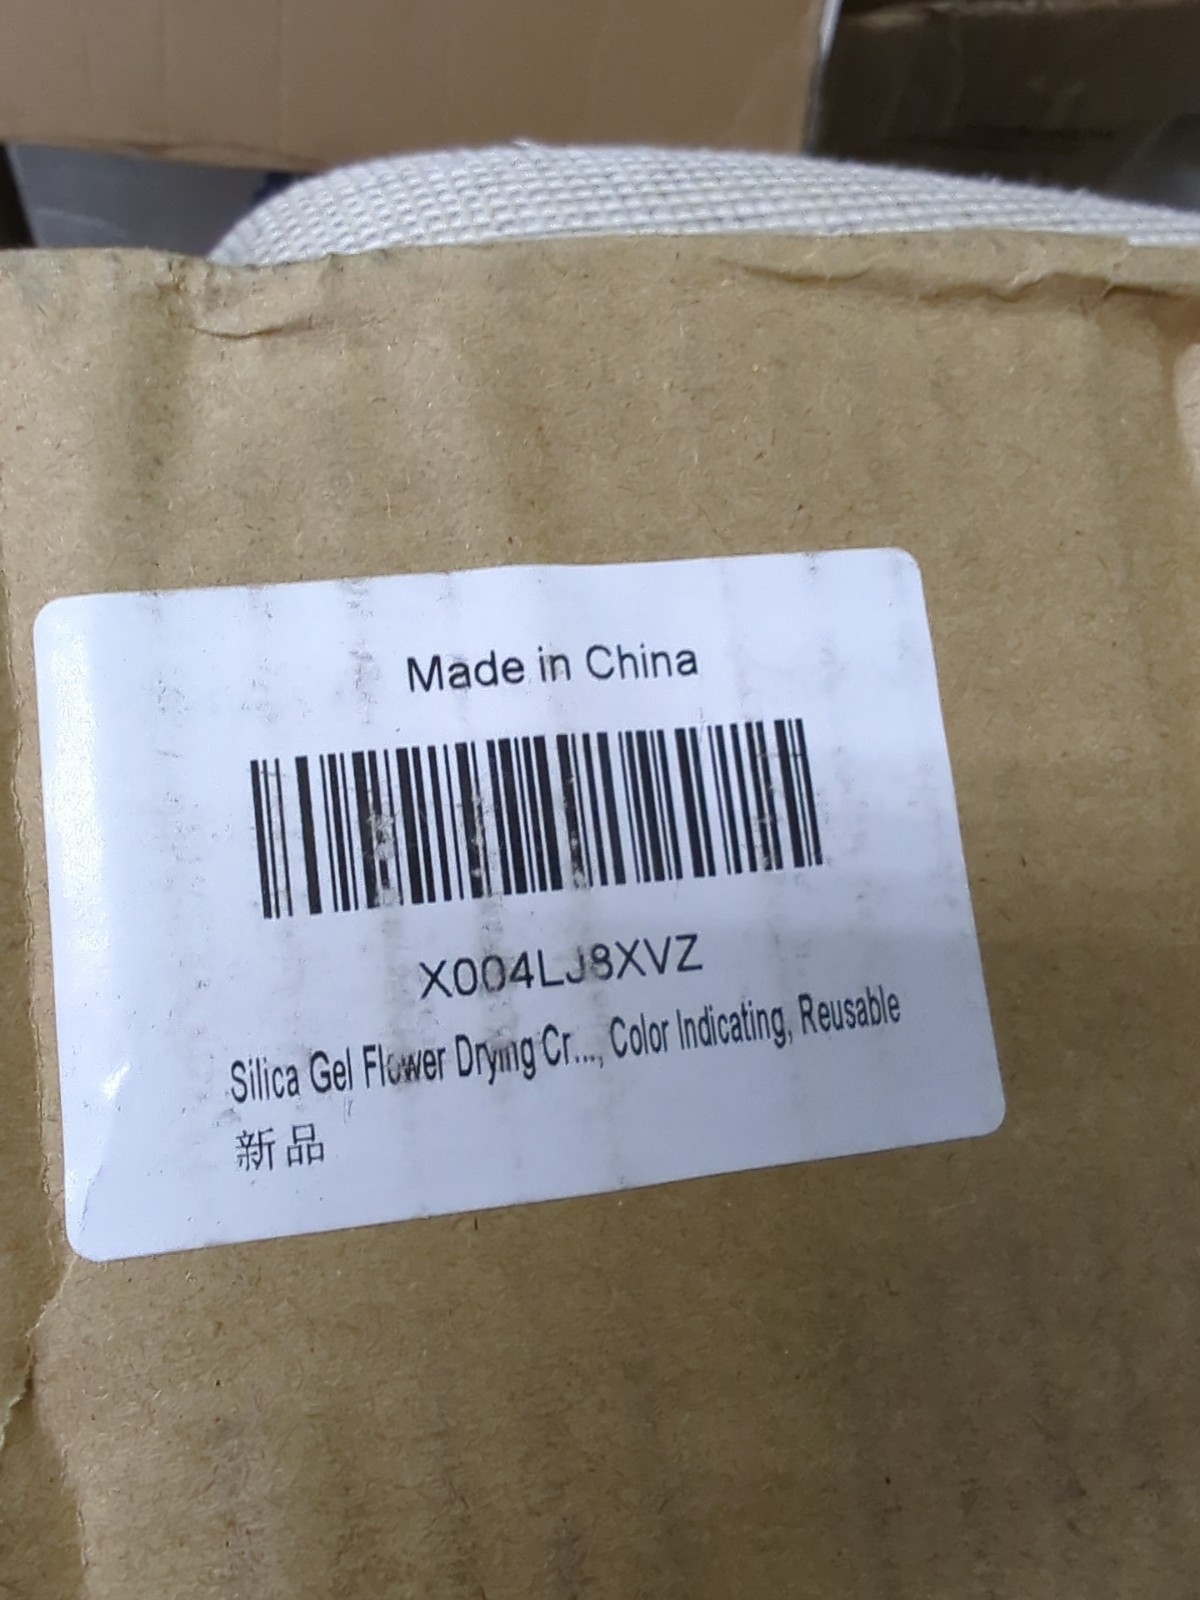 Made in China
X004LJ8XVZ
Silica Gel Flower Drying Cr..., Color Indicating, Reusable
新品